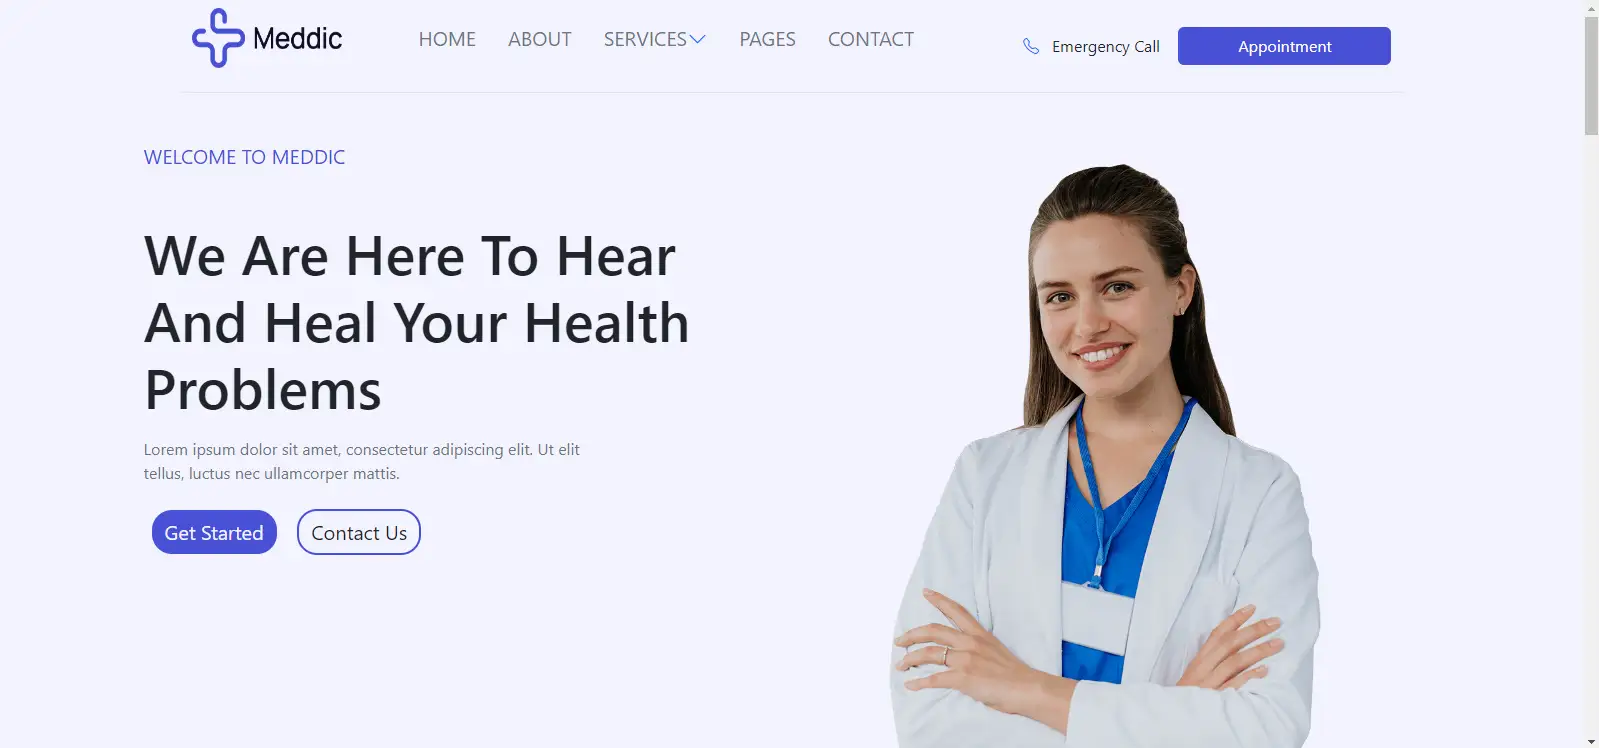 Meddic
HOME
ABOUT
SERVICES
PAGES
CONTACT
Emergency Call
Appointment
WELCOME TO MEDDIC
We Are Here To Hear
And Heal Your Health
Problems
Lorem ipsum dolor sit amet, consectetur adipiscing elit. Ut elit
tellus, luctus nec ullamcorper mattis.
Get Started
Contact Us